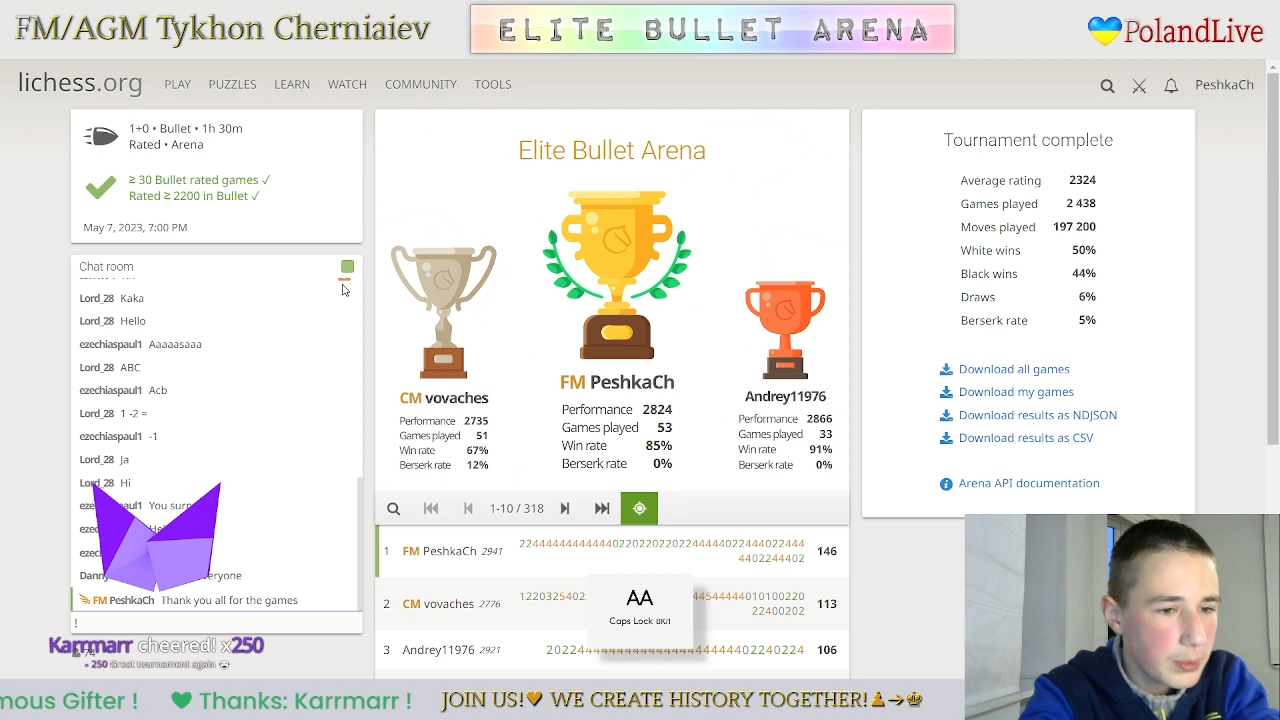 FM/AGM Tykhon Cherniaiev
ELITE BULLET ARENA
PolandLive
lichess.org PLAY PUZZLES LEARN WATCH COMMUNITY TOOLS PeshkaCh
1+0 • Bullet • 1h 30m
Rated • Arena
≥ 30 Bullet rated games ✓
Rated ≥ 2200 in Bullet ✓
May 7, 2023, 7:00 PM
Chat room
Lord_28 Kaka
Lord_28 Hello
ezechiaspaul1 Aaaaasaaa
Lord_28 ABC
ezechiaspaul1 Acb
Lord_28 1 -2 =
ezechiaspaul1 -1
Lord_28 Ja
Lord_28 Hi
FM PeshkaCh Thank you all for the games
!
Karrmarr cheered! x250
250 Great tournament again
Elite Bullet Arena
CM vovaches
Performance 2735
Games played 51
Win rate 67%
Berserk rate 12%
FM PeshkaCh
Performance 2824
Games played 53
Win rate 85%
Berserk rate 0%
Andrey11976
Performance 2866
Games played 33
Win rate 91%
Berserk rate 0%
1-10 / 318
1 FM PeshkaCh 2941 146
2 CM vovaches 2776 113
3 Andrey11976 2921 106
AA
Caps Lock ВКЛ
Tournament complete
Average rating 2324
Games played 2 438
Moves played 197 200
White wins 50%
Black wins 44%
Draws 6%
Berserk rate 5%
Download all games
Download my games
Download results as NDJSON
Download results as CSV
Arena API documentation
mous Gifter ! Thanks: Karrmarr ! JOIN US! WE CREATE HISTORY TOGETHER!